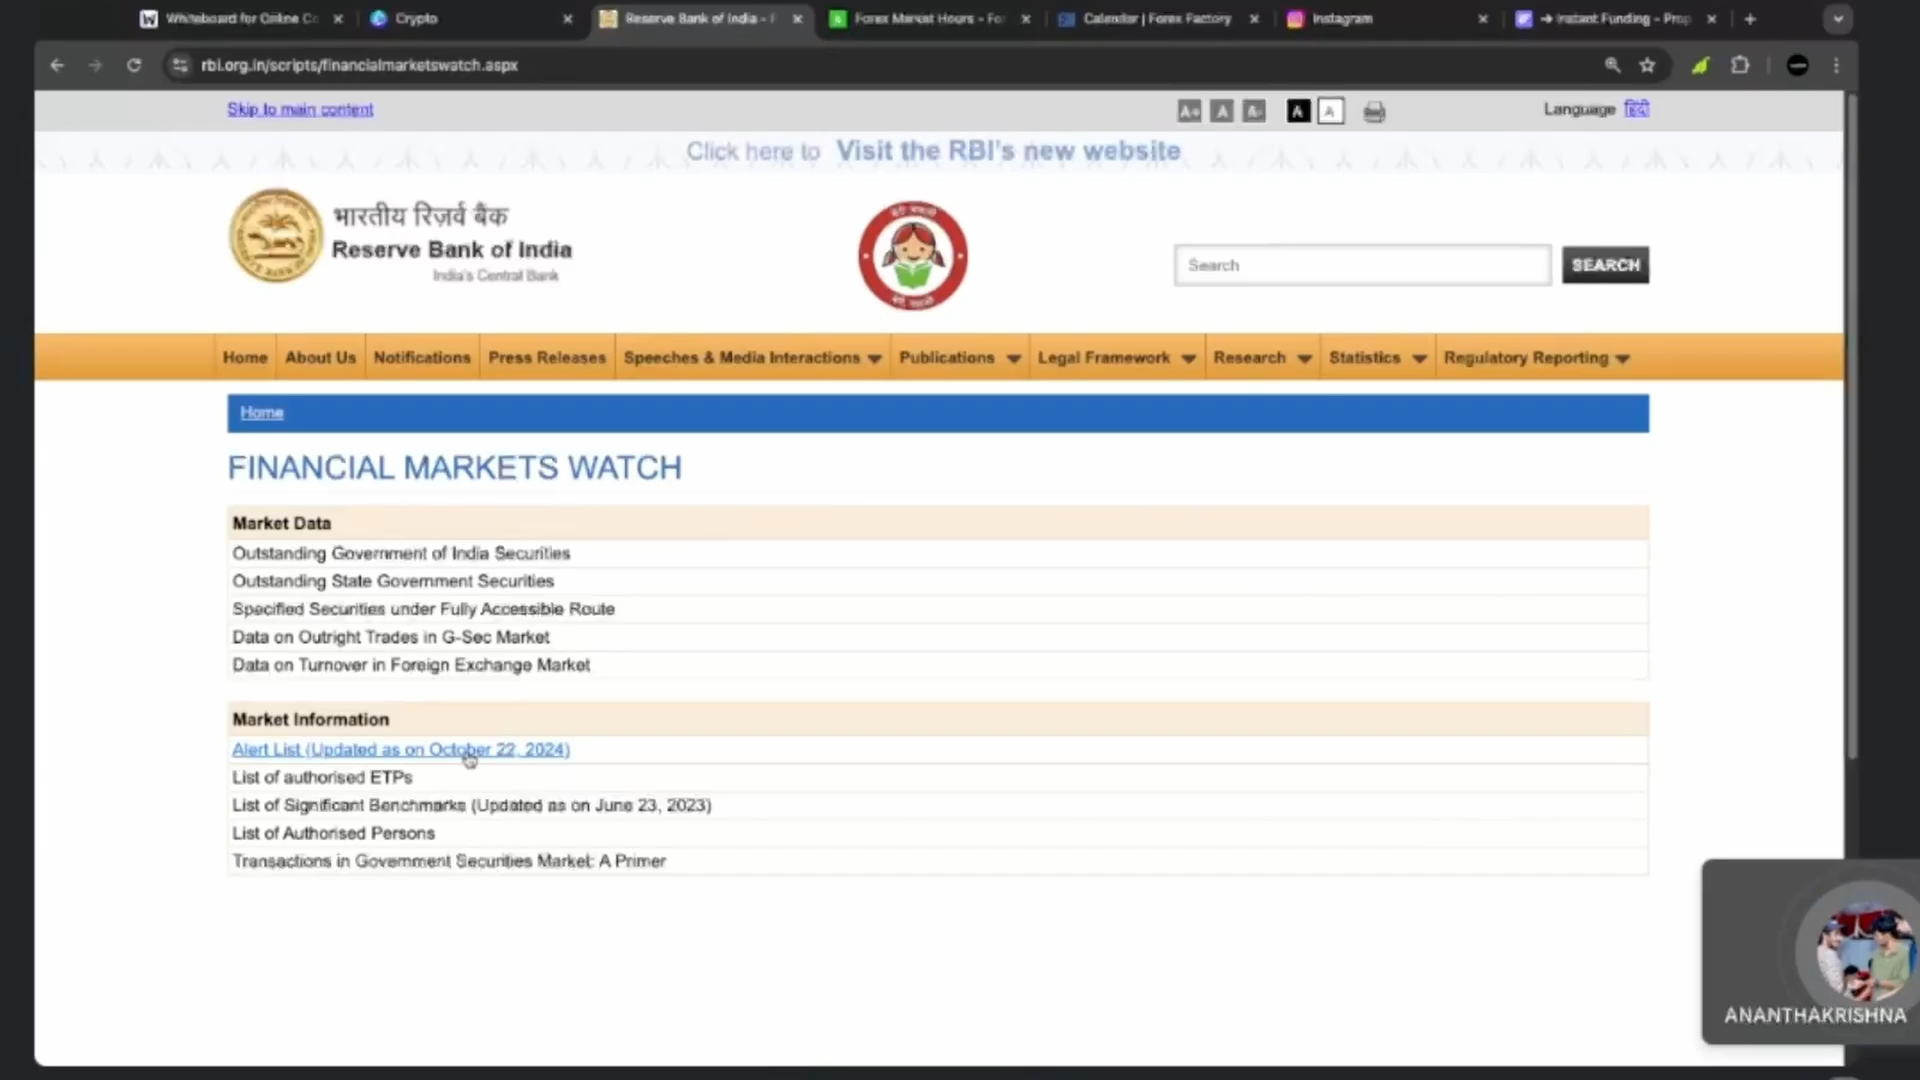 Whiteboard for Online Co
Crypto
Reserve Bank of India - F
Forex Market Hours - For
Calendar | Forex Factory
Instagram
Instant Funding - Prop
rbi.org.in/scripts/financialmarketswatch.aspx
Skip to main content
A+ A A-
A A
Language हिंदी
Click here to Visit the RBI's new website
भारतीय रिज़र्व बैंक
Reserve Bank of India
India's Central Bank
Search
SEARCH
Home About Us Notifications Press Releases Speeches & Media Interactions Publications Legal Framework Research Statistics Regulatory Reporting
Home
FINANCIAL MARKETS WATCH
Market Data
Outstanding Government of India Securities
Outstanding State Government Securities
Specified Securities under Fully Accessible Route
Data on Outright Trades in G-Sec Market
Data on Turnover in Foreign Exchange Market
Market Information
Alert List (Updated as on October 22, 2024)
List of authorised ETPs
List of Significant Benchmarks (Updated as on June 23, 2023)
List of Authorised Persons
Transactions in Government Securities Market: A Primer
ANANTHAKRISHNA